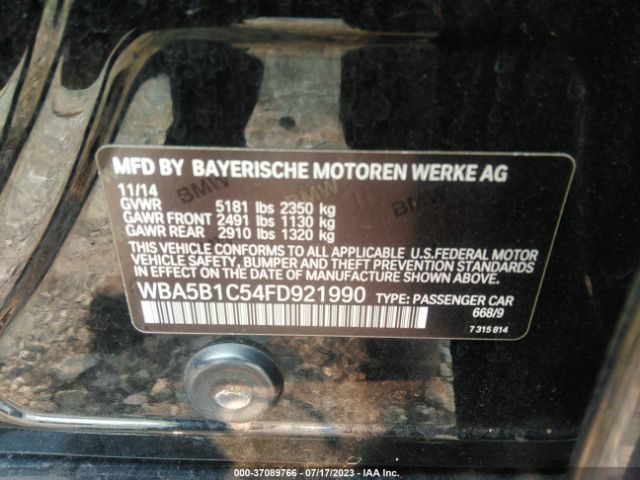 MFD BY BAYERISCHE MOTOREN WERKE AG
11/14
GVWR 5181 lbs 2350 kg
GAWR FRONT 2491 lbs 1130 kg
GAWR REAR 2910 lbs 1320 kg
THIS VEHICLE CONFORMS TO ALL APPLICABLE U.S.FEDERAL MOTOR
VEHICLE SAFETY, BUMPER AND THEFT PREVENTION STANDARDS
IN EFFECT ON THE DATE OF MANUFACTURE SHOWN ABOVE.
WBA5B1C54FD921990 TYPE: PASSENGER CAR
668/9
7 315 814
BMW
BMW
000-37089766 / 07/17/2023 / IAA Inc.